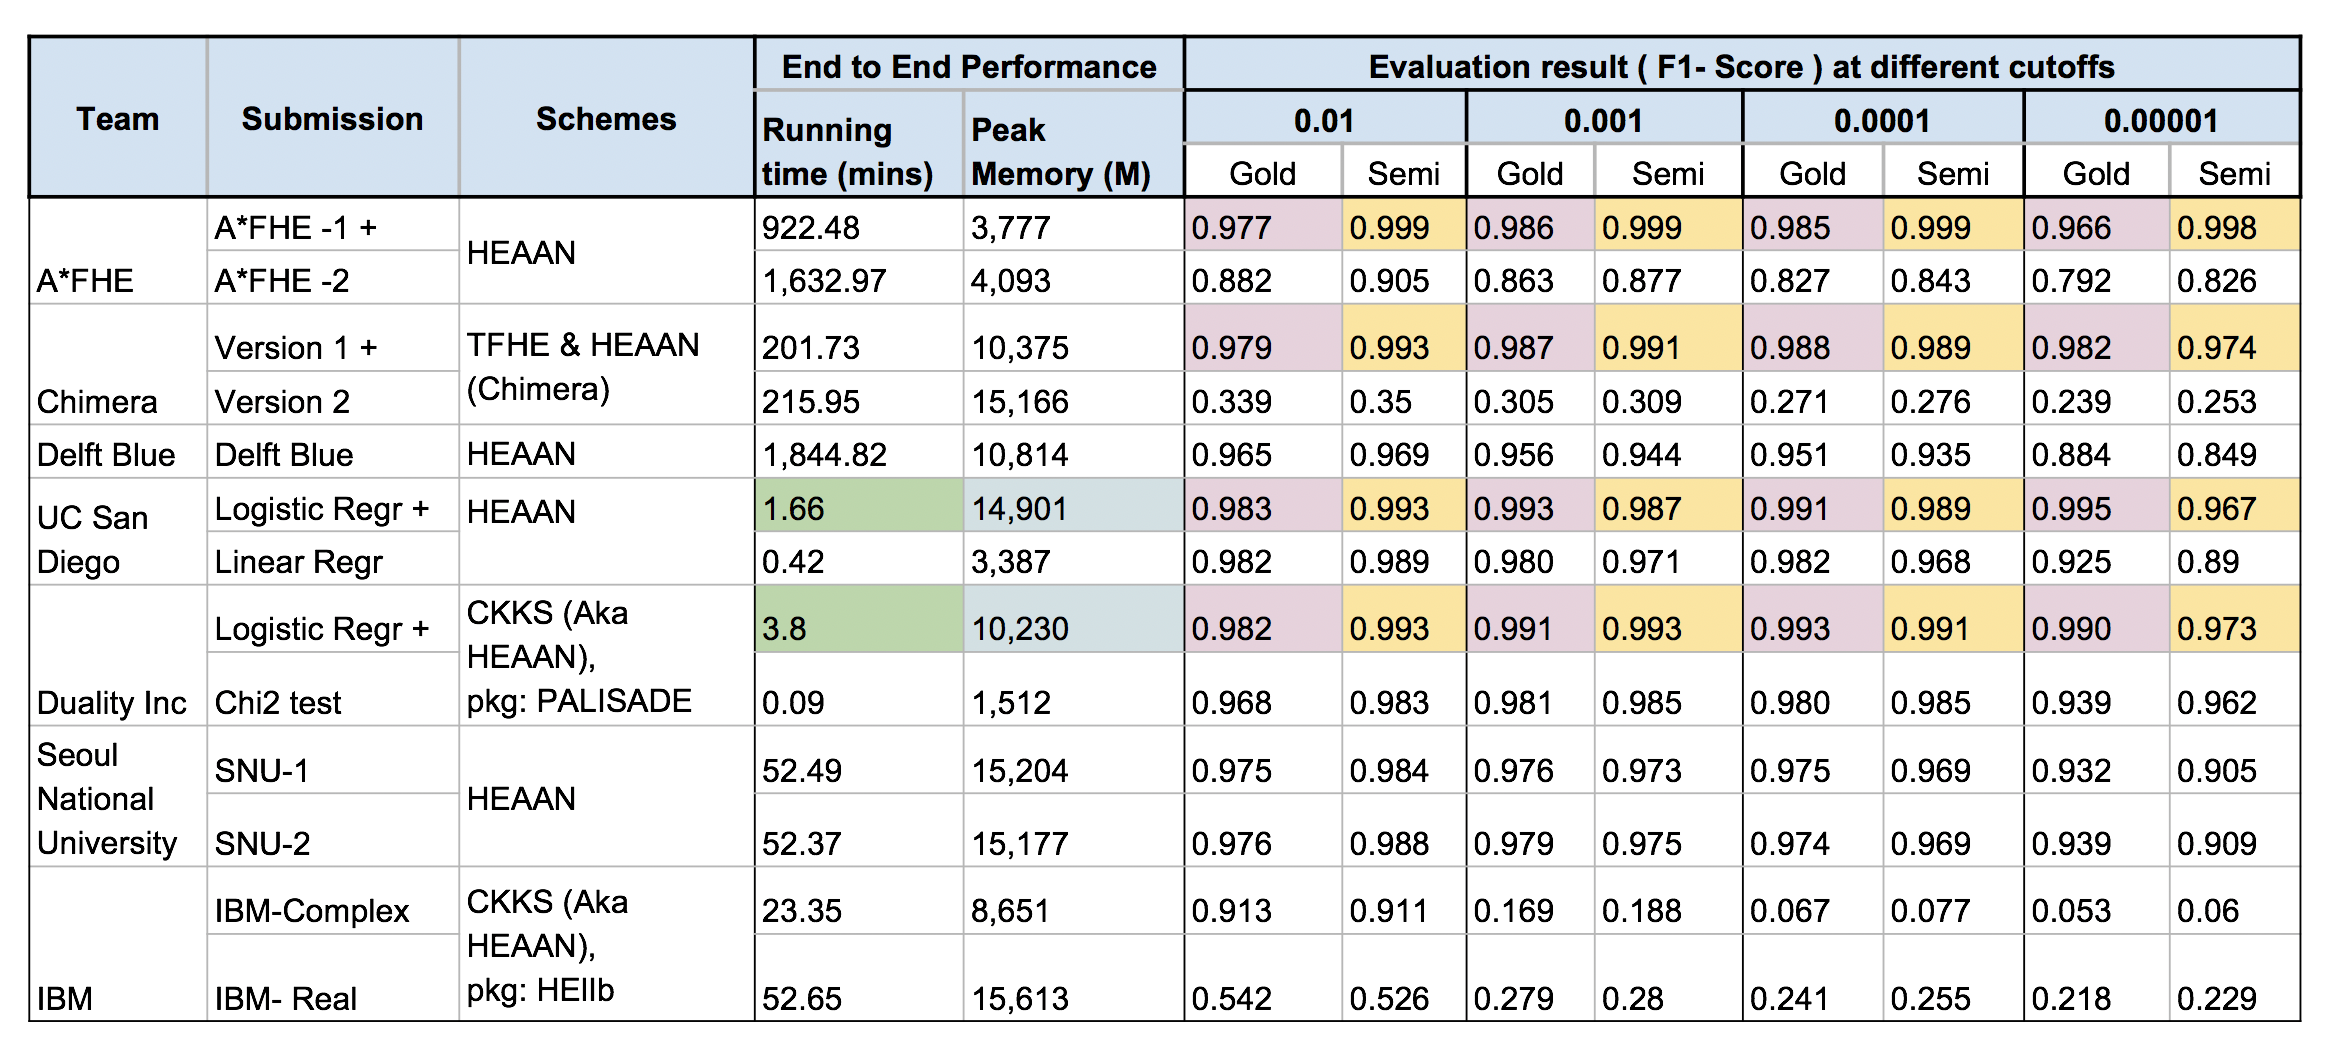 Team Submission Schemes End to End Performance Evaluation result ( F1- Score ) at different cutoffs
Running time (mins) Peak Memory (M) 0.01 0.001 0.0001 0.00001
Gold Semi Gold Semi Gold Semi Gold Semi
A*FHE A*FHE -1 + HEAAN 922.48 3,777 0.977 0.999 0.986 0.999 0.985 0.999 0.966 0.998
A*FHE -2 1,632.97 4,093 0.882 0.905 0.863 0.877 0.827 0.843 0.792 0.826
Chimera Version 1 + TFHE & HEAAN (Chimera) 201.73 10,375 0.979 0.993 0.987 0.991 0.988 0.989 0.982 0.974
Version 2 215.95 15,166 0.339 0.35 0.305 0.309 0.271 0.276 0.239 0.253
Delft Blue Delft Blue HEAAN 1,844.82 10,814 0.965 0.969 0.956 0.944 0.951 0.935 0.884 0.849
UC San Diego Logistic Regr + HEAAN 1.66 14,901 0.983 0.993 0.993 0.987 0.991 0.989 0.995 0.967
Linear Regr 0.42 3,387 0.982 0.989 0.980 0.971 0.982 0.968 0.925 0.89
Duality Inc Logistic Regr + CKKS (Aka HEAAN), pkg: PALISADE 3.8 10,230 0.982 0.993 0.991 0.993 0.993 0.991 0.990 0.973
Chi2 test 0.09 1,512 0.968 0.983 0.981 0.985 0.980 0.985 0.939 0.962
Seoul National University SNU-1 HEAAN 52.49 15,204 0.975 0.984 0.976 0.973 0.975 0.969 0.932 0.905
SNU-2 52.37 15,177 0.976 0.988 0.979 0.975 0.974 0.969 0.939 0.909
IBM IBM-Complex CKKS (Aka HEAAN), pkg: HEIIb 23.35 8,651 0.913 0.911 0.169 0.188 0.067 0.077 0.053 0.06
IBM- Real 52.65 15,613 0.542 0.526 0.279 0.28 0.241 0.255 0.218 0.229